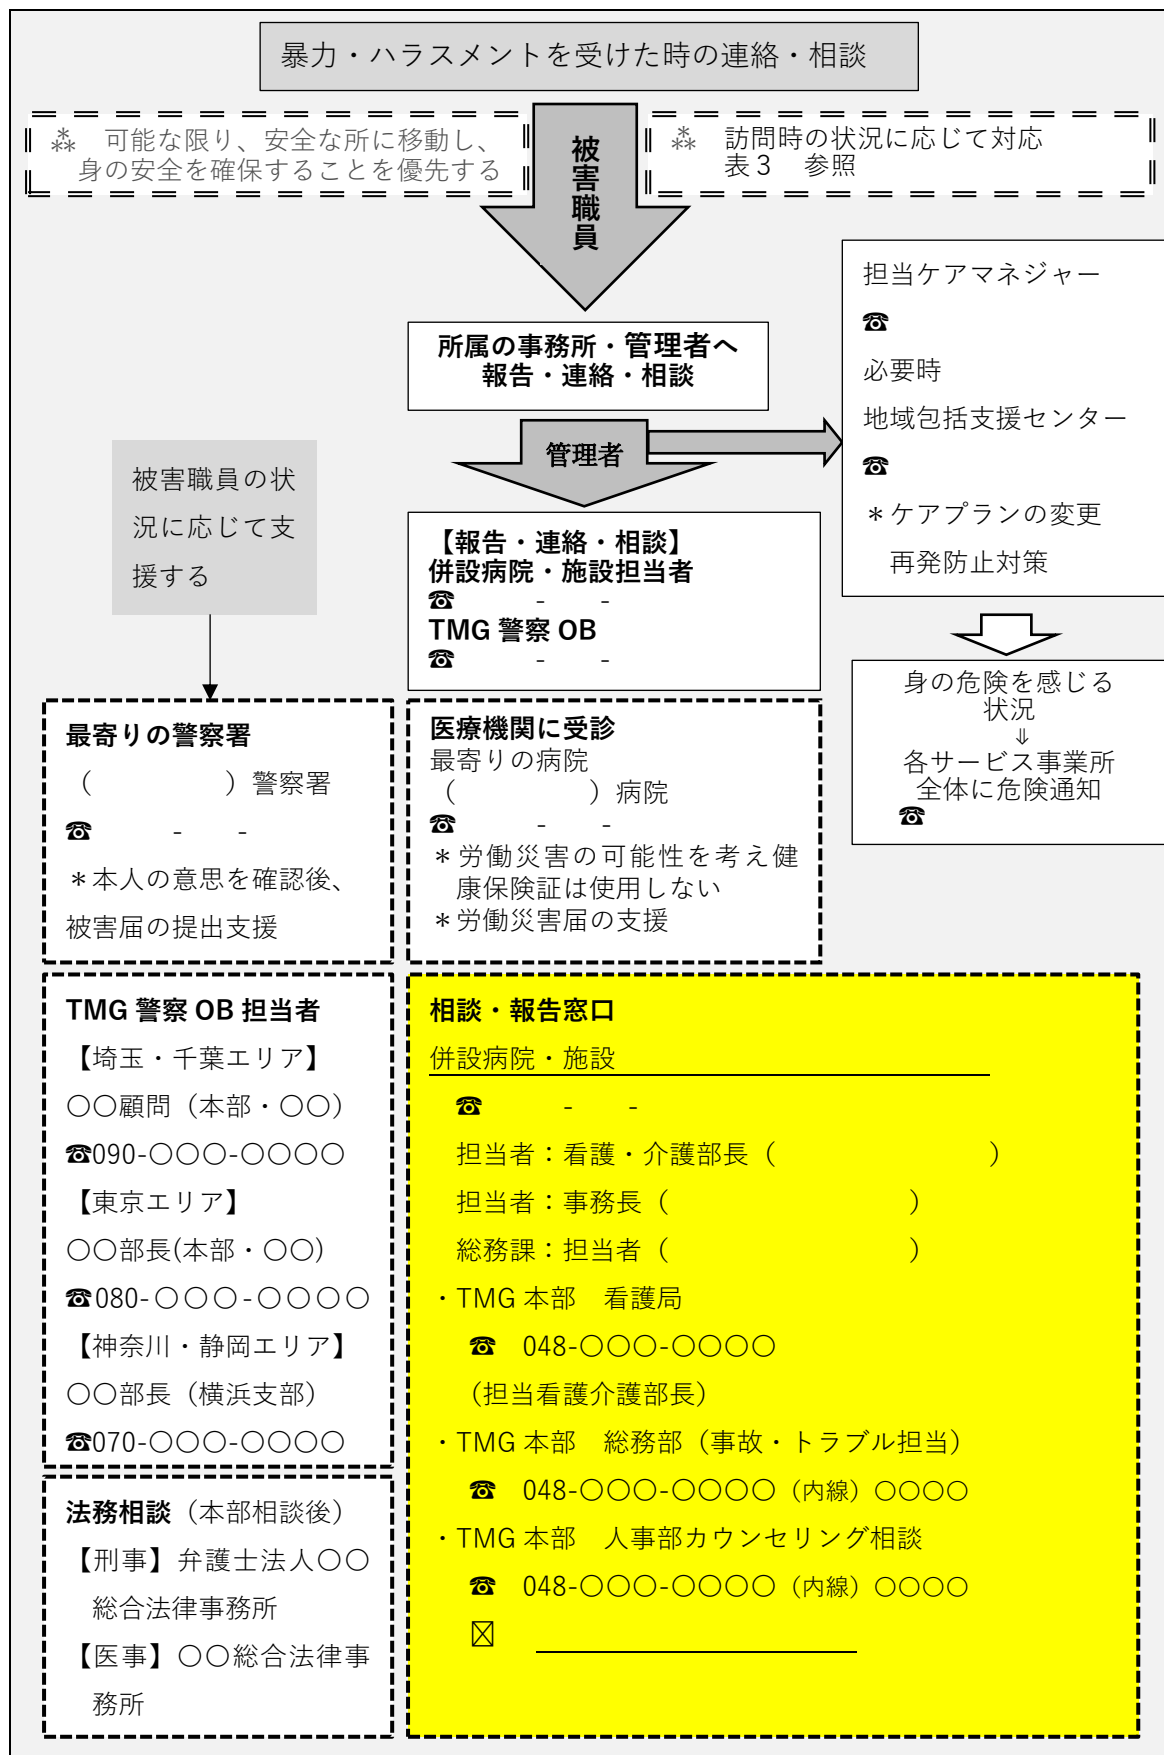 暴力・ハラスメントを受けた時の連絡・相談
⁂　可能な限り、安全な所に移動し、
身の安全を確保することを優先する
被害職員
⁂　訪問時の状況に応じて対応
表３　参照
所属の事務所・管理者へ
報告・連絡・相談
管理者
担当ケアマネジャー
☎
必要時
地域包括支援センター
☎
＊ケアプランの変更
再発防止対策
被害職員の状
況に応じて支
援する
【報告・連絡・相談】
併設病院・施設担当者
☎　　　-　　-
TMG 警察 OB
☎　　　-　　-
身の危険を感じる
状況
⇓
各サービス事業所
全体に危険通知
☎
最寄りの警察署
（　　　　　）警察署
☎　　　-　　-
＊本人の意思を確認後、
被害届の提出支援
医療機関に受診
最寄りの病院
（　　　　　）病院
☎　　　-　　-
＊労働災害の可能性を考え健
康保険証は使用しない
＊労働災害届の支援
TMG 警察 OB 担当者
【埼玉・千葉エリア】
〇〇顧問（本部・〇〇）
☎090-〇〇〇-〇〇〇〇
【東京エリア】
〇〇部長(本部・〇〇)
☎080-〇〇〇-〇〇〇〇
【神奈川・静岡エリア】
〇〇部長（横浜支部）
☎070-〇〇〇-〇〇〇〇
法務相談（本部相談後）
【刑事】弁護士法人〇〇
総合法律事務所
【医事】〇〇総合法律事
務所
相談・報告窓口
併設病院・施設
☎　　　-　　-
担当者：看護・介護部長（　　　　　　　　）
担当者：事務長（　　　　　　　　　）
総務課：担当者（　　　　　　　　　）
・TMG 本部　看護局
☎　048-〇〇〇-〇〇〇〇
（担当看護介護部長）
・TMG 本部　総務部（事故・トラブル担当）
☎　048-〇〇〇-〇〇〇〇（内線）〇〇〇〇
・TMG 本部　人事部カウンセリング相談
☎　048-〇〇〇-〇〇〇〇（内線）〇〇〇〇